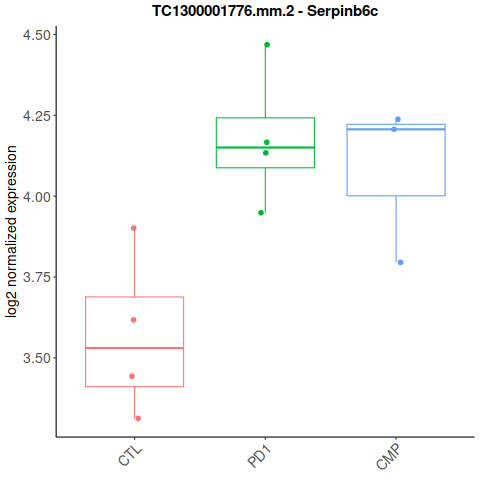 TC1300001776.mm.2 - Serpinb6c
log2 normalized expression
4.50
4.25
4.00
3.75
3.50
CTL
PD1
CMP